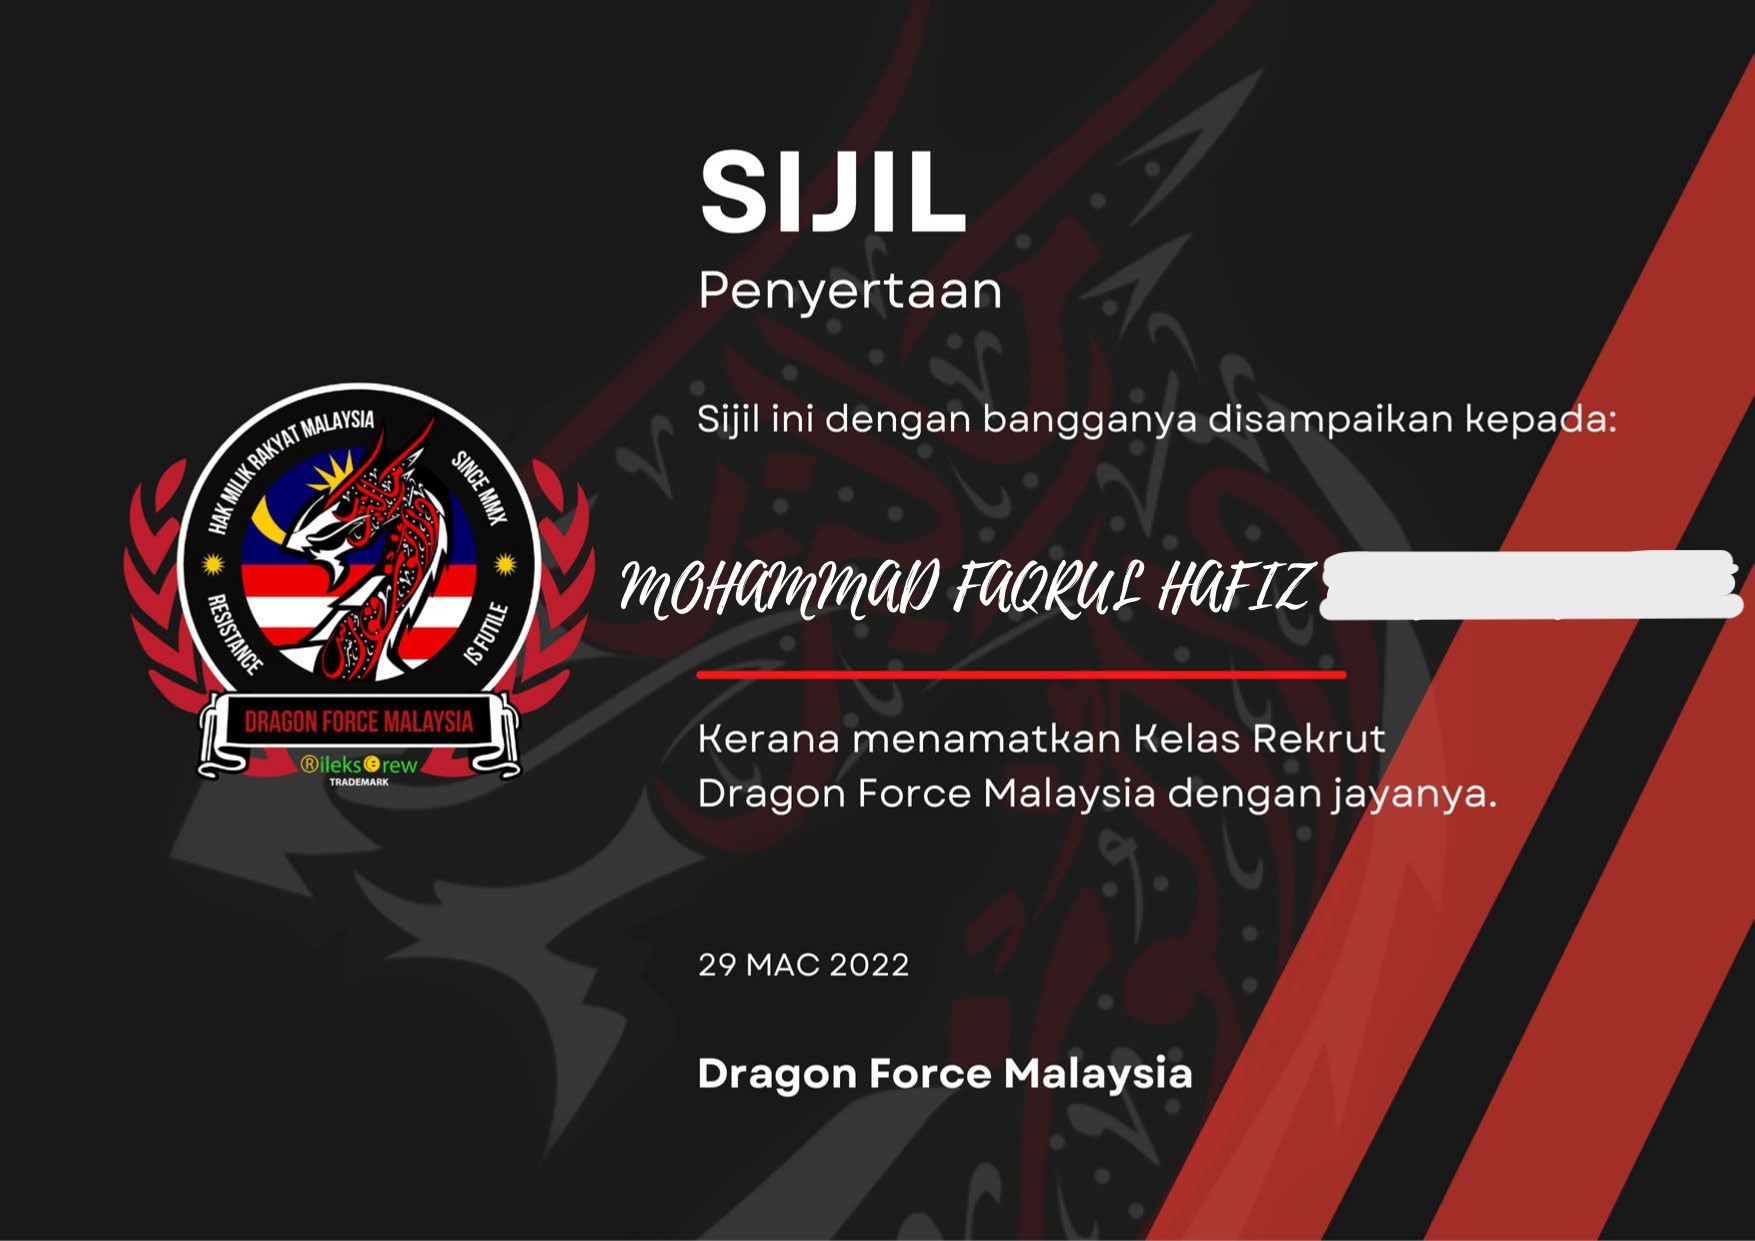 SIJIL
Penyertaan
Sijil ini dengan bangganya disampaikan kepada:
MOHAMMAD FAQRUL HAFIZ
Kerana menamatkan Kelas Rekrut
Dragon Force Malaysia dengan jayanya.
29 MAC 2022
Dragon Force Malaysia
HAK MILIK RAKYAT MALAYSIA
SINCE MMX
RESISTANCE
IS FUTILE
DRAGON FORCE MALAYSIA
®ileks©rew
TRADEMARK